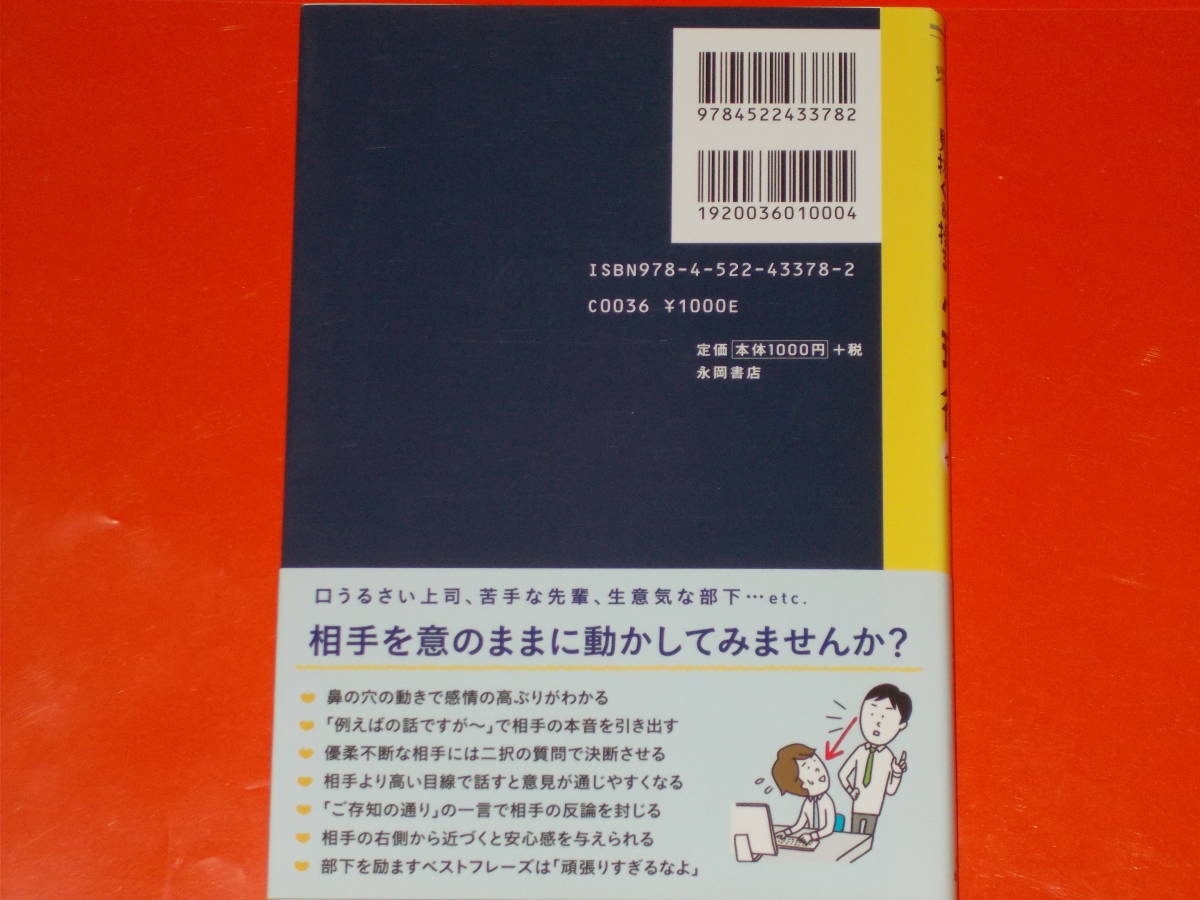 9784522433782
1920036010004
ISBN978-4-522-43378-2
C0036 ¥1000E
定価 本体1000円 +税
永岡書店
口うるさい上司、苦手な先輩、生意気な部下…etc.
相手を意のままに動かしてみませんか?
鼻の穴の動きで感情の高ぶりがわかる
「例えばの話ですが〜」で相手の本音を引き出す
優柔不断な相手には二択の質問で決断させる
相手より高い目線で話すと意見が通じやすくなる
「ご存知の通り」の一言で相手の反論を封じる
相手の右側から近づくと安心感を与えられる
部下を励ますベストフレーズは「頑張りすぎるなよ」